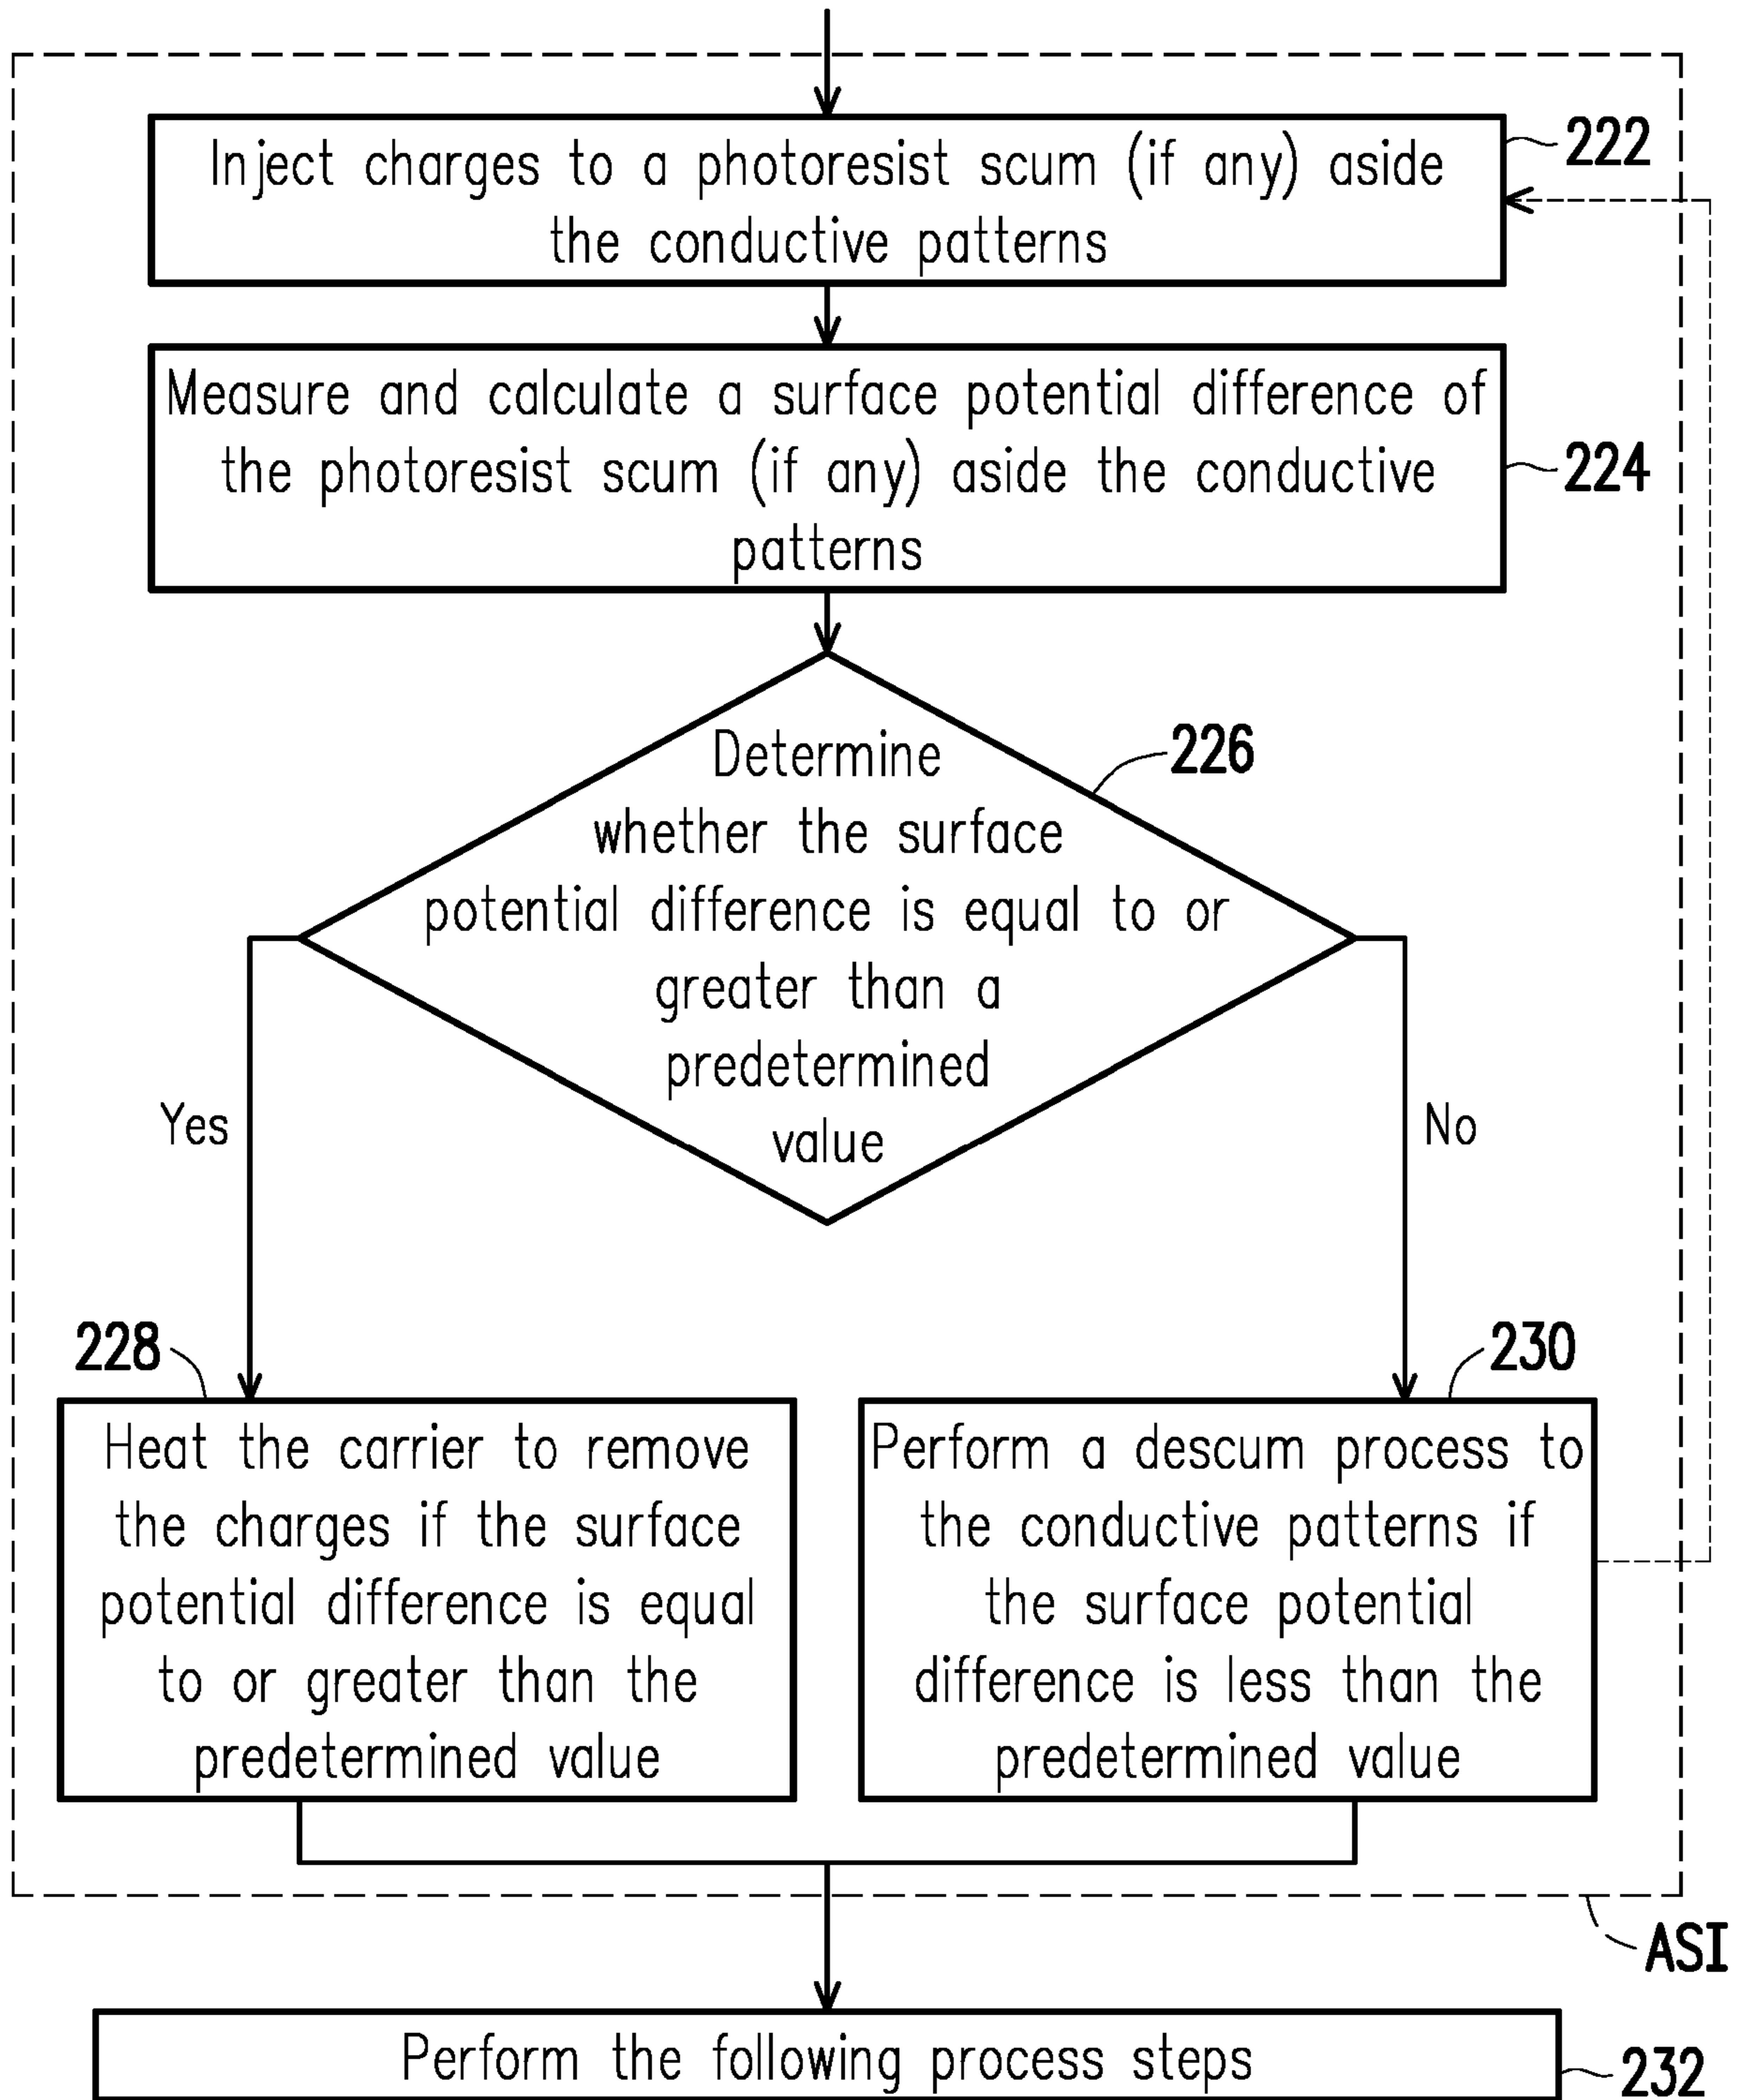 Inject charges to a photoresist scum (if any) aside
the conductive patterns
222
Measure and calculate a surface potential difference of
the photoresist scum (if any) aside the conductive
patterns
224
Determine
whether the surface
potential difference is equal to or
greater than a
predetermined
value
226
Yes
No
228
Heat the carrier to remove
the charges if the surface
potential difference is equal
to or greater than the
predetermined value
230
Perform a descum process to
the conductive patterns if
the surface potential
difference is less than the
predetermined value
ASI
Perform the following process steps
232